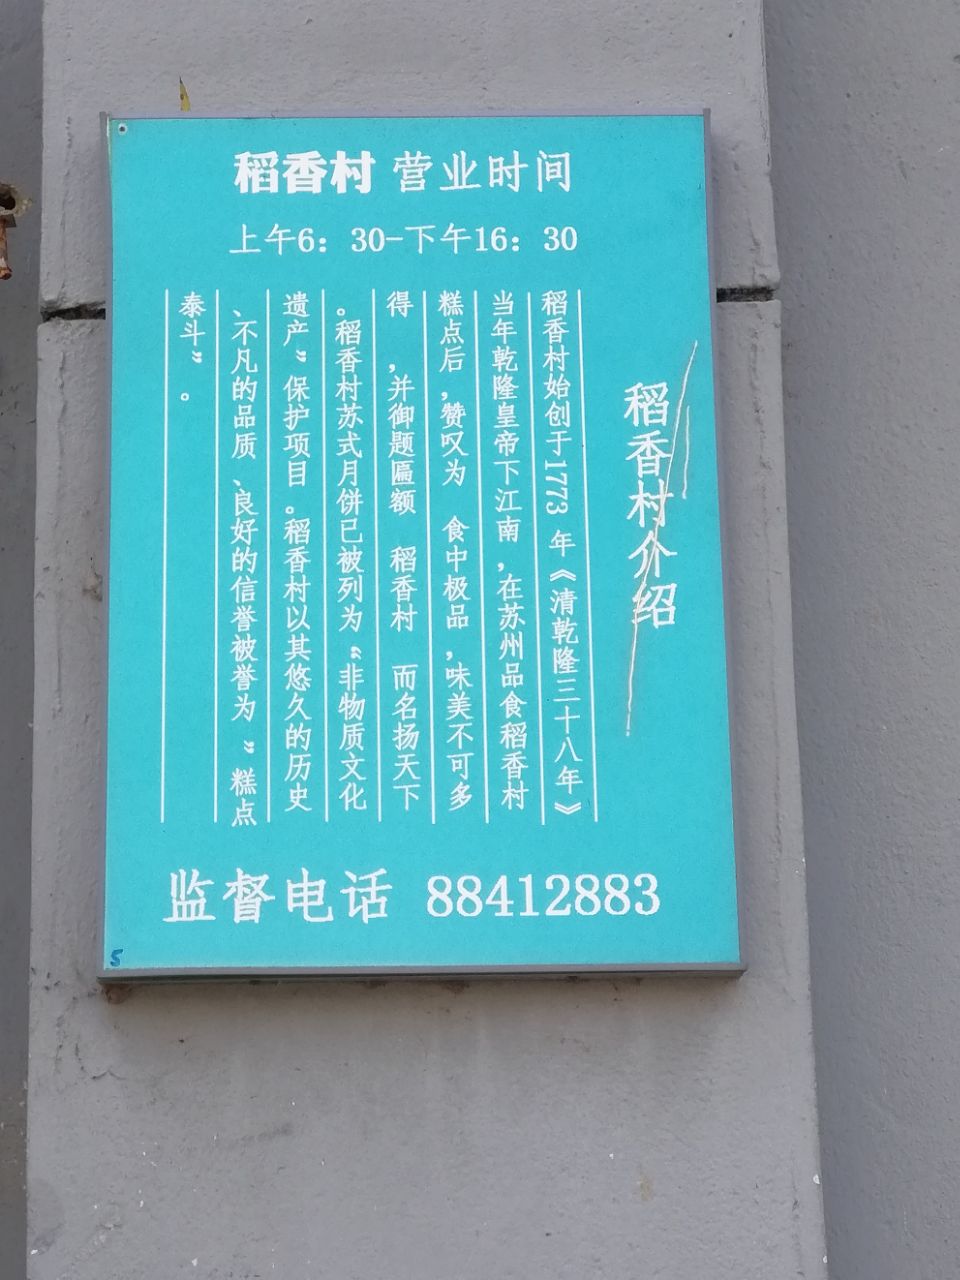 稻香村 营业时间
上午6：30-下午16：30
稻香村介绍
稻香村始创于1773 年《清乾隆三十八年》
当年乾隆皇帝下江南，在苏州品食稻香村
糕点后，赞叹为 食中极品，味美不可多
得 ，并御题匾额 稻香村 而名扬天下
。稻香村苏式月饼已被列为“非物质文化
遗产”保护项目。稻香村以其悠久的历史
、不凡的品质、良好的信誉被誉为 ”糕点
泰斗”。
监督电话 88412883
5